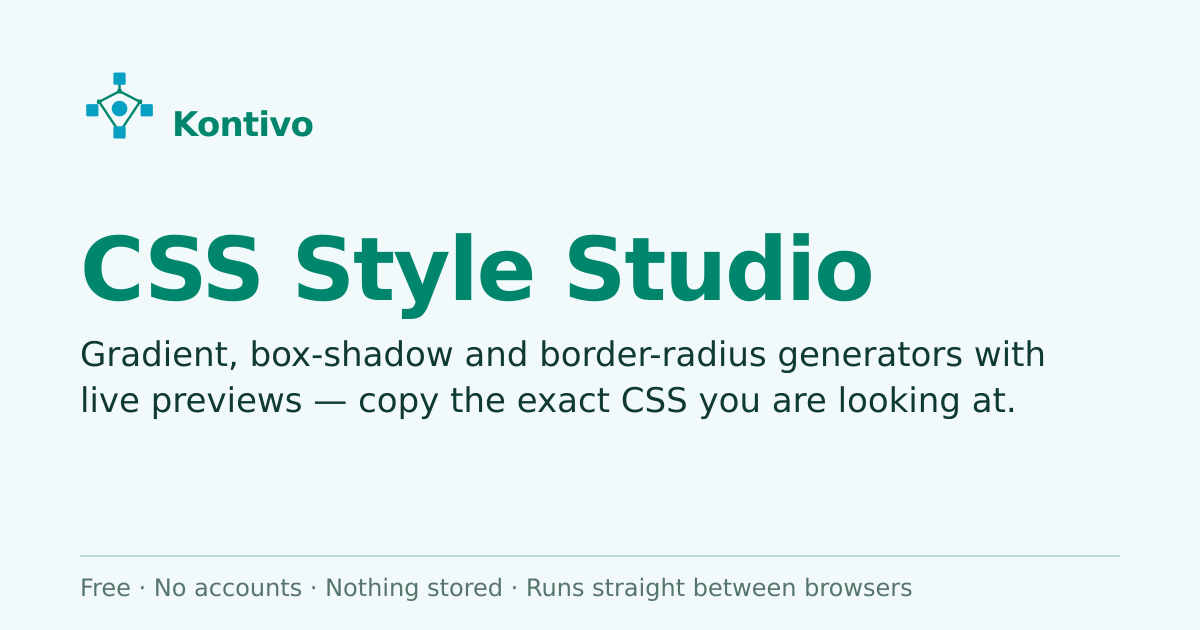 Kontivo
CSS Style Studio
Gradient, box-shadow and border-radius generators with
live previews — copy the exact CSS you are looking at.
Free · No accounts · Nothing stored · Runs straight between browsers